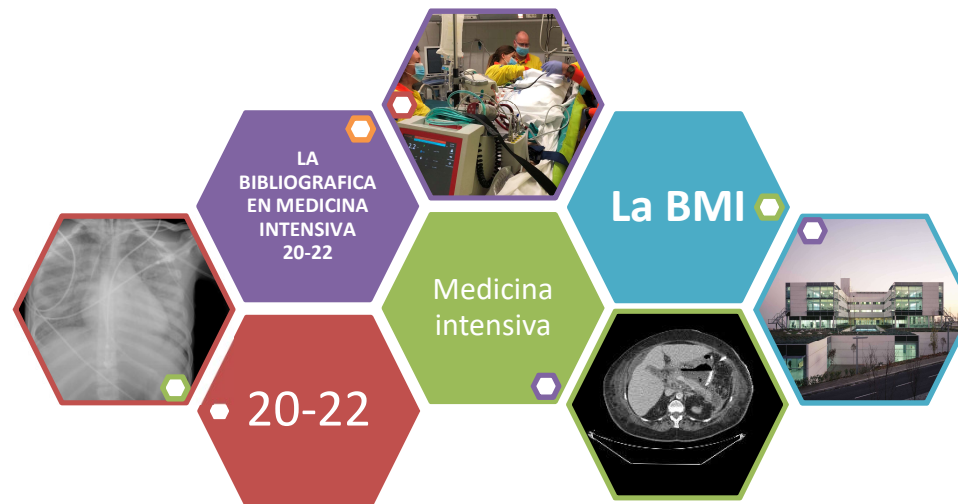 LA
BIBLIOGRAFICA
EN MEDICINA
INTENSIVA
20-22
La BMI
Medicina
intensiva
20-22